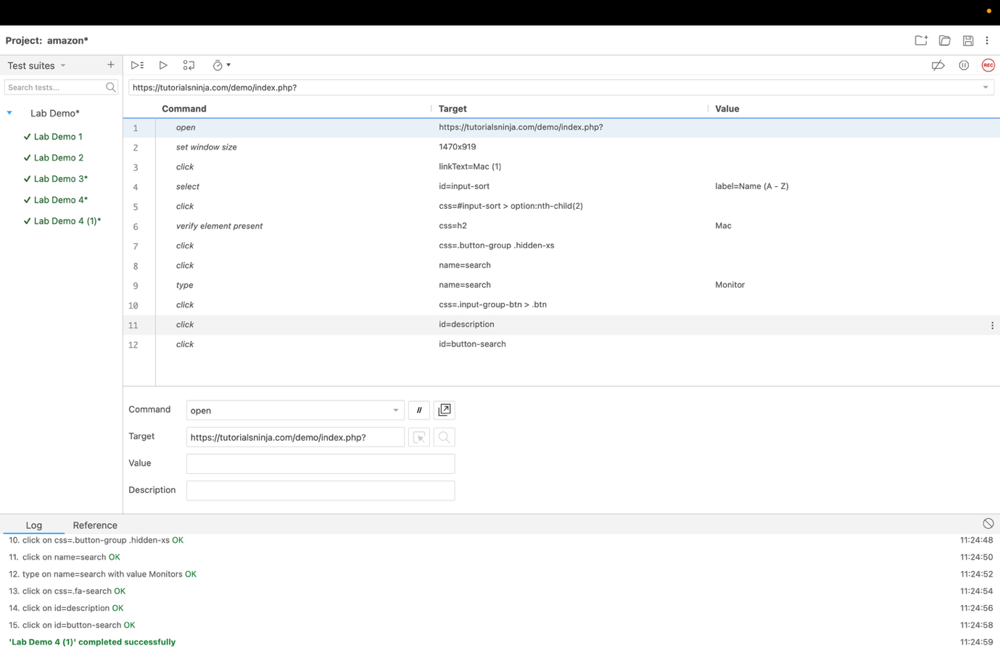 Project: amazon*
Test suites
REC
Search tests...
https://tutorialsninja.com/demo/index.php?
Command Target Value
Lab Demo*
Lab Demo 1
Lab Demo 2
Lab Demo 3*
Lab Demo 4*
Lab Demo 4 (1)*
1 open https://tutorialsninja.com/demo/index.php?
2 set window size 1470x919
3 click linkText=Mac (1)
4 select id=input-sort label=Name (A - Z)
5 click css=#input-sort > option:nth-child(2)
6 verify element present css=h2 Mac
7 click css=.button-group .hidden-xs
8 click name=search
9 type name=search Monitor
10 click css=.input-group-btn > .btn
11 click id=description
12 click id=button-search
Command open //
Target https://tutorialsninja.com/demo/index.php?
Value
Description
Log Reference
10. click on css=.button-group .hidden-xs OK 11:24:48
11. click on name=search OK 11:24:50
12. type on name=search with value Monitors OK 11:24:52
13. click on css=.fa-search OK 11:24:54
14. click on id=description OK 11:24:56
15. click on id=button-search OK 11:24:58
'Lab Demo 4 (1)' completed successfully 11:24:59